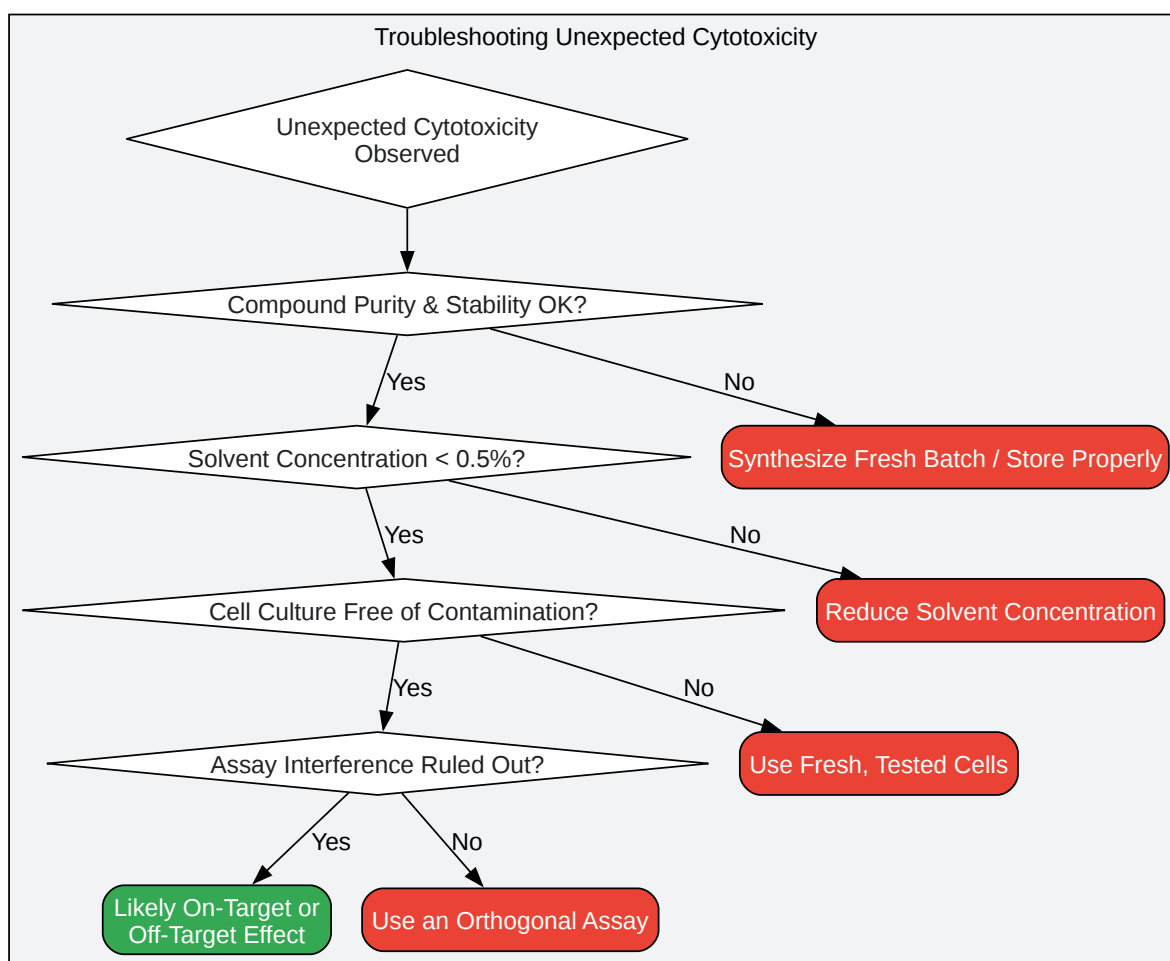 Troubleshooting Unexpected Cytotoxicity
Unexpected Cytotoxicity
Observed
Compound Purity & Stability OK?
Yes
No
Solvent Concentration < 0.5%?
Synthesize Fresh Batch / Store Properly
Yes
No
Cell Culture Free of Contamination?
Reduce Solvent Concentration
Yes
No
Assay Interference Ruled Out?
Use Fresh, Tested Cells
Yes
No
Likely On-Target or
Off-Target Effect
Use an Orthogonal Assay